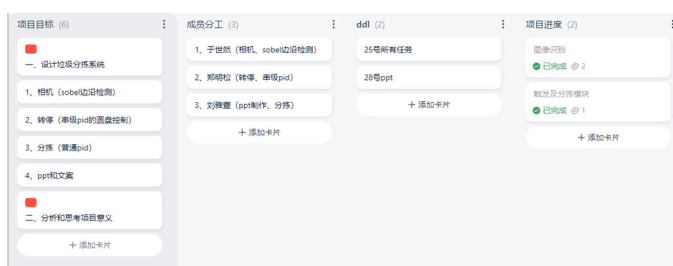 项目目标 (6)
一、设计垃圾分拣系统
1、相机（sobel边沿检测）
2、转停（串级pid的圆盘控制）
3、分拣（普通pid）
4、ppt和文案
二、分析和思考项目意义
+ 添加卡片
成员分工 (3)
1、于世然（相机、sobel边沿检测）
2、郑明松（转停、串级pid）
3、刘雅萱（ppt制作、分拣）
+ 添加卡片
ddl (2)
25号所有任务
28号ppt
+ 添加卡片
项目进度 (2)
图像识别
已完成 2
触发及分拣模块
已完成 1
+ 添加卡片